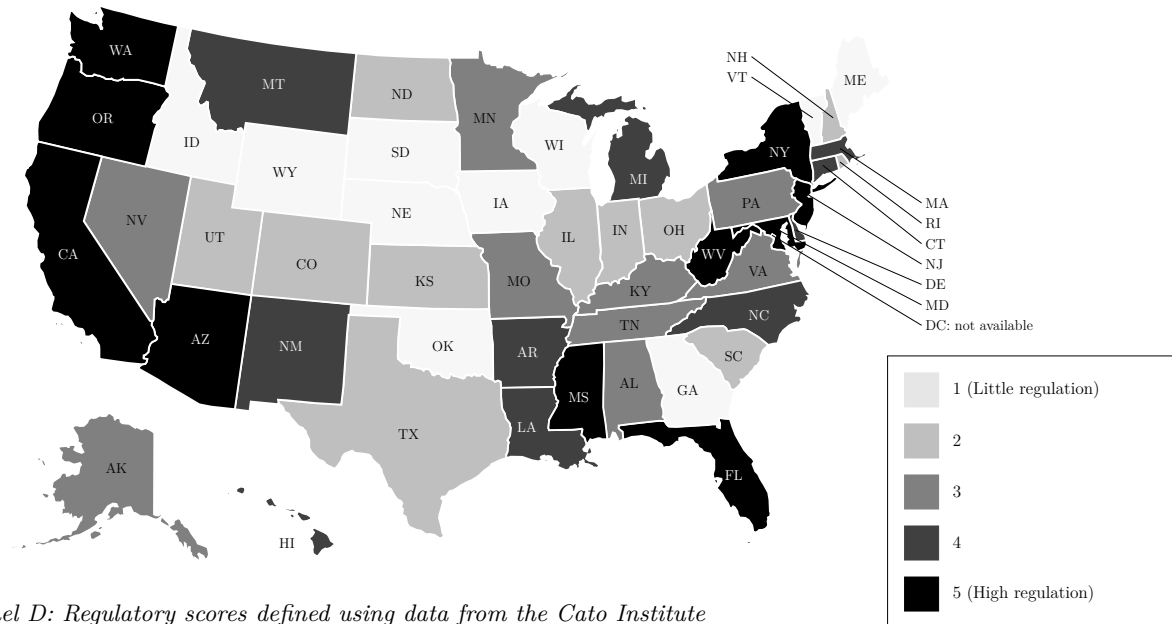 WA
MT
ND
MN
OR
ID
SD
WI
WY
MI
NH
VT
ME
NY
NE
IA
PA
MA
RI
CT
NJ
DE
MD
DC: not available
NV
UT
CO
KS
MO
IL
IN
OH
WV
VA
KY
CA
AZ
NM
OK
AR
TN
NC
SC
MS
AL
GA
TX
LA
FL
AK
HI
1 (Little regulation)
2
3
4
5 (High regulation)
el D: Regulatory scores defined using data from the Cato Institute